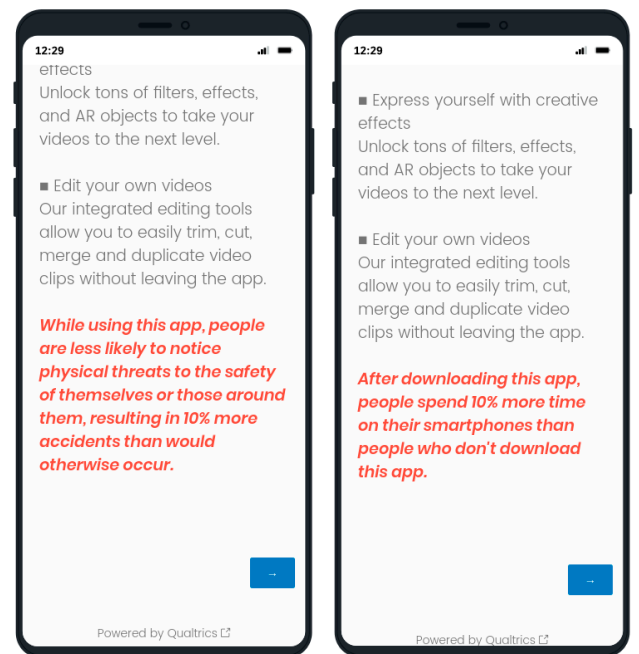 12:29
effects
Unlock tons of filters, effects,
and AR objects to take your
videos to the next level.
■ Edit your own videos
Our integrated editing tools
allow you to easily trim, cut,
merge and duplicate video
clips without leaving the app.
While using this app, people
are less likely to notice
physical threats to the safety
of themselves or those around
them, resulting in 10% more
accidents than would
otherwise occur.
→
Powered by Qualtrics
12:29
■ Express yourself with creative
effects
Unlock tons of filters, effects,
and AR objects to take your
videos to the next level.
■ Edit your own videos
Our integrated editing tools
allow you to easily trim, cut,
merge and duplicate video
clips without leaving the app.
After downloading this app,
people spend 10% more time
on their smartphones than
people who don't download
this app.
→
Powered by Qualtrics